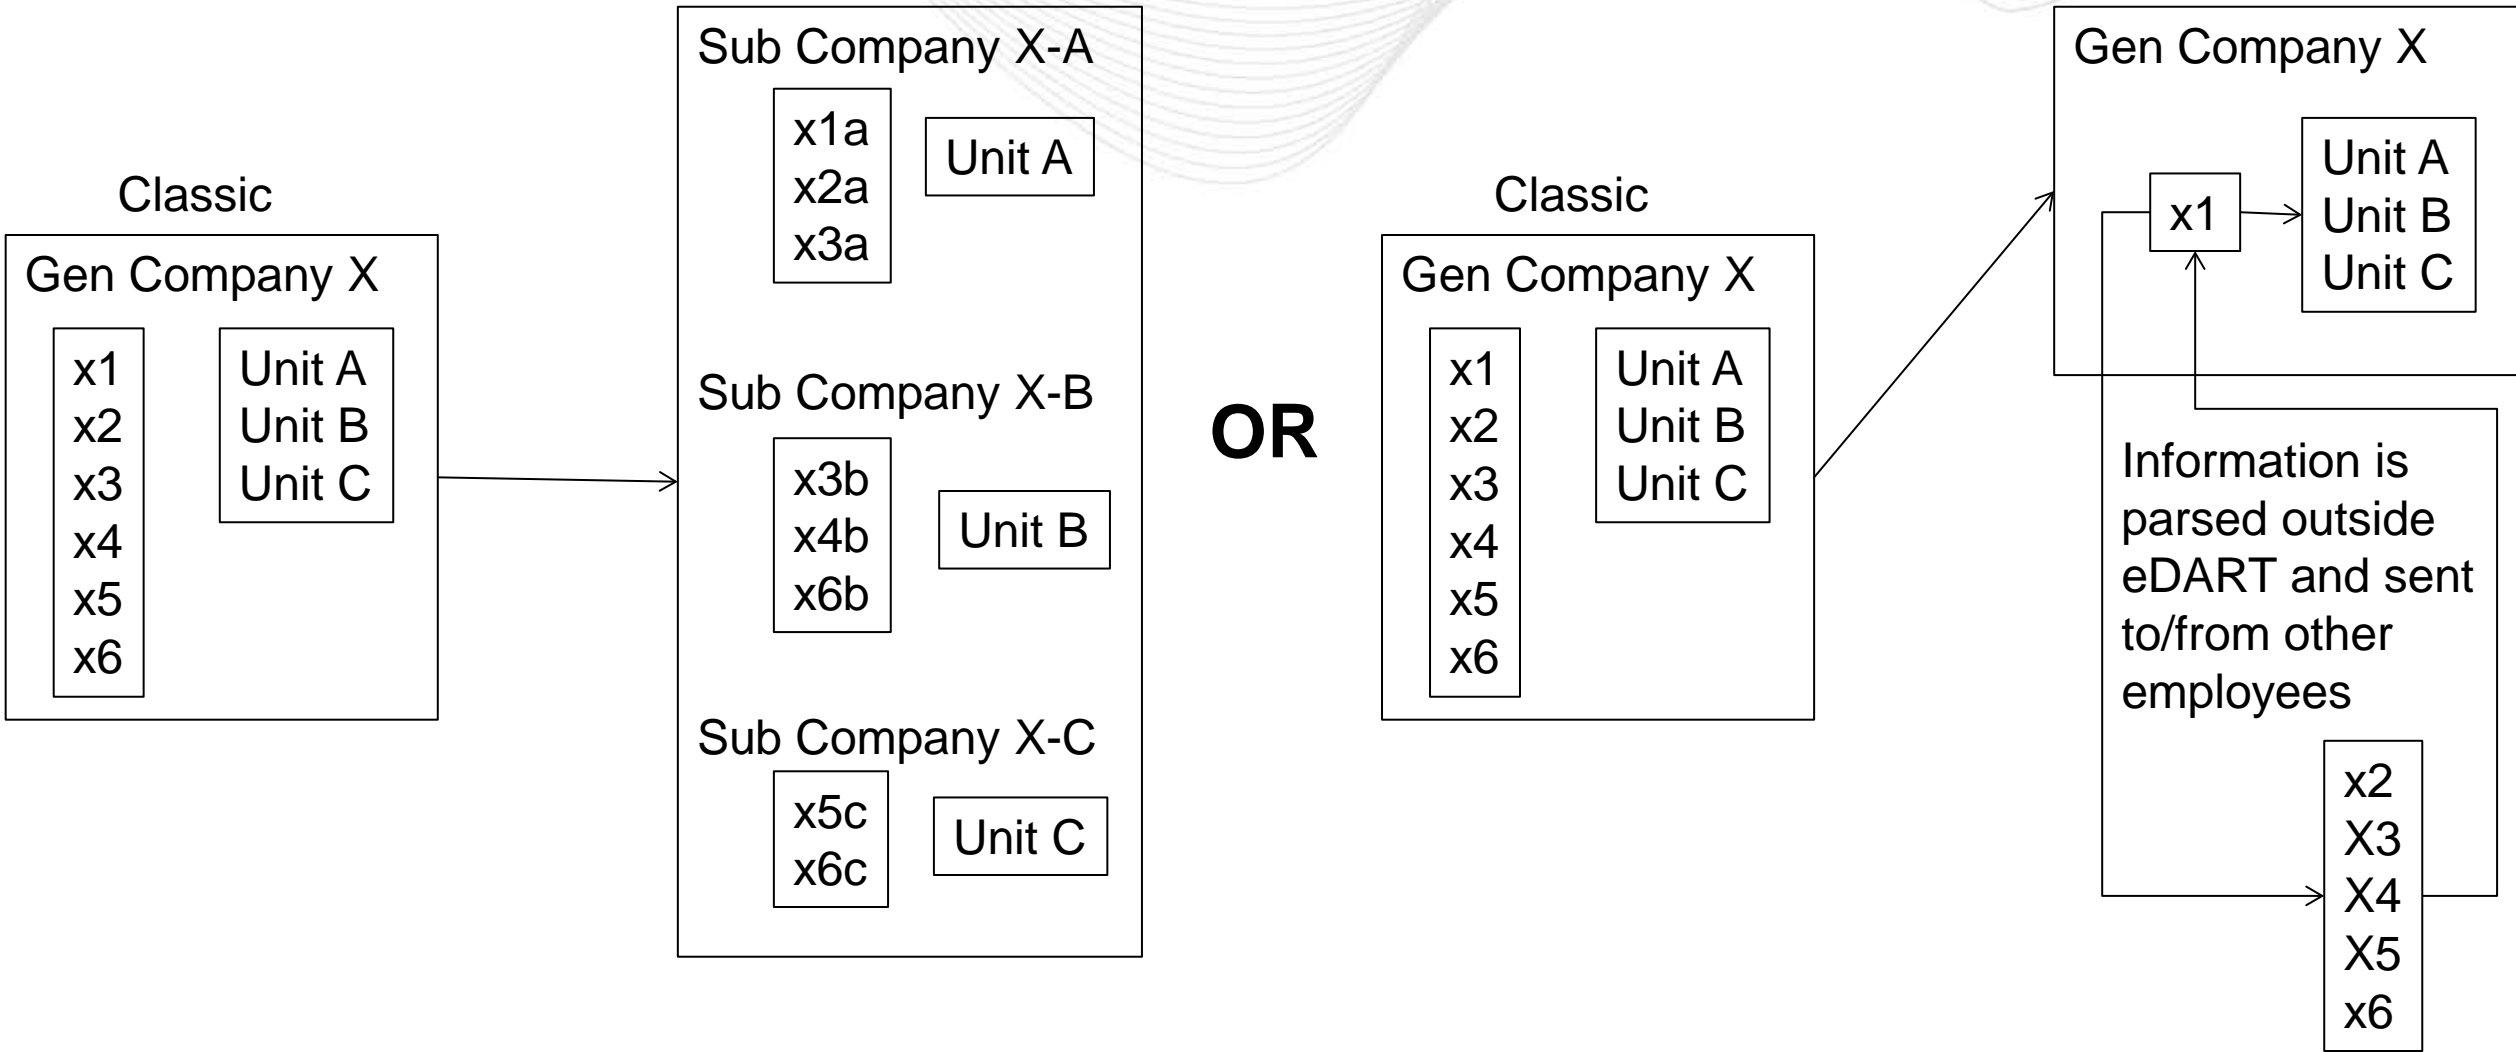 Classic
Gen Company X
x1
x2
x3
x4
x5
x6
Unit A
Unit B
Unit C
Sub Company X-A
x1a
x2a
x3a
Unit A
Sub Company X-B
x3b
x4b
x6b
Unit B
Sub Company X-C
x5c
x6c
Unit C
OR
Classic
Gen Company X
x1
x2
x3
x4
x5
x6
Unit A
Unit B
Unit C
Gen Company X
x1
Unit A
Unit B
Unit C
Information is
parsed outside
eDART and sent
to/from other
employees
x2
X3
X4
X5
x6